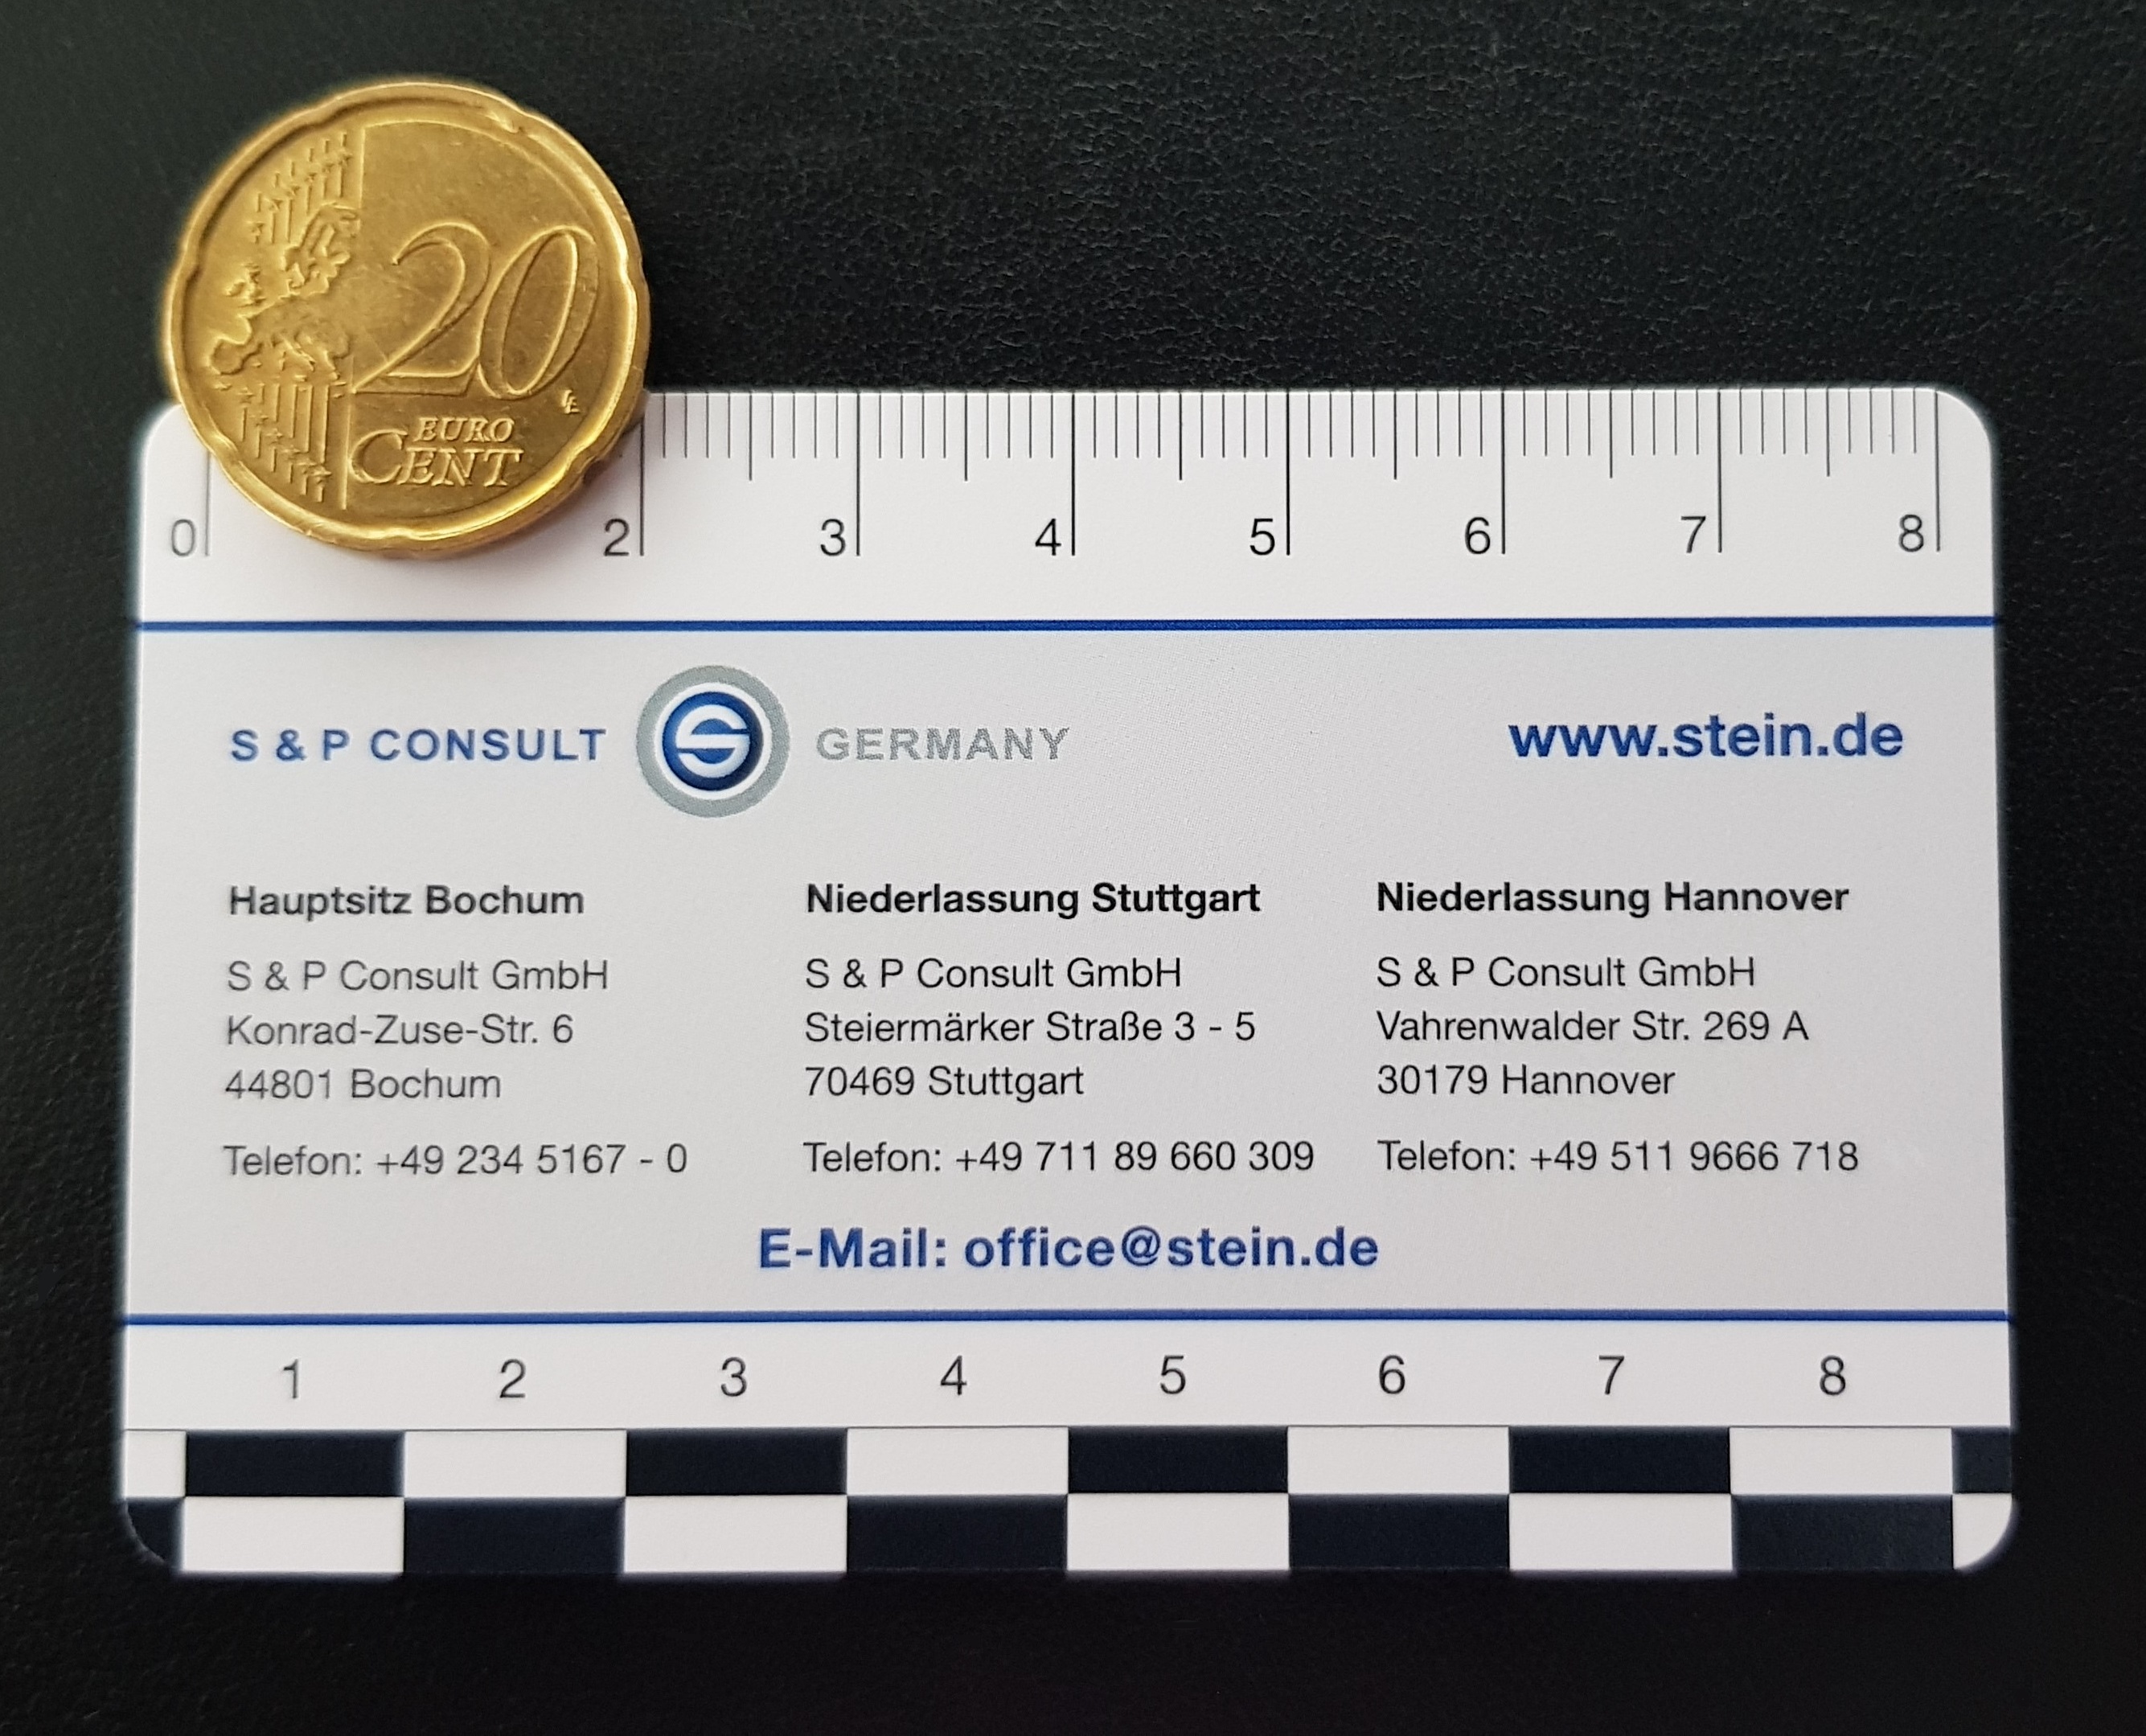 20
EURO
CENT
0 2 3 4 5 6 7 8
S & P CONSULT GERMANY
www.stein.de
Hauptsitz Bochum
S & P Consult GmbH
Konrad-Zuse-Str. 6
44801 Bochum
Telefon: +49 234 5167 - 0
Niederlassung Stuttgart
S & P Consult GmbH
Steiermärker Straße 3 - 5
70469 Stuttgart
Telefon: +49 711 89 660 309
Niederlassung Hannover
S & P Consult GmbH
Vahrenwalder Str. 269 A
30179 Hannover
Telefon: +49 511 9666 718
E-Mail: office@stein.de
1 2 3 4 5 6 7 8